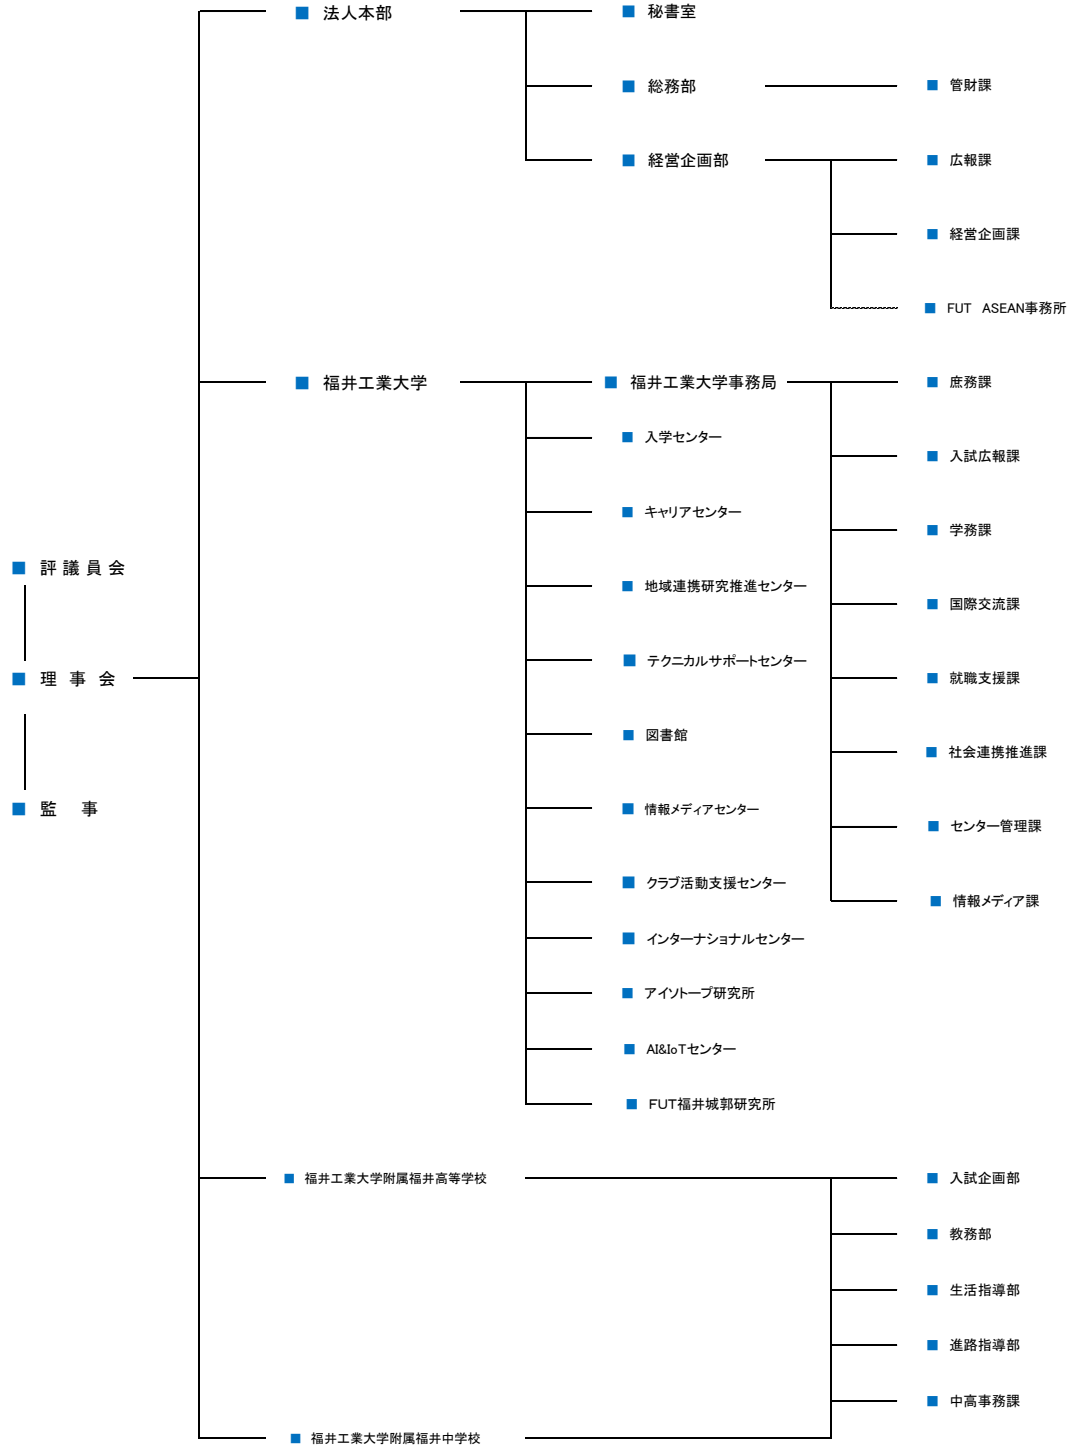 法人本部
秘書室
総務部
管財課
経営企画部
広報課
経営企画課
FUT　ASEAN事務所
福井工業大学
福井工業大学事務局
庶務課
入学センター
入試広報課
キャリアセンター
学務課
評議員会
地域連携研究推進センター
国際交流課
テクニカルサポートセンター
理事会
就職支援課
図書館
社会連携推進課
監　事
情報メディアセンター
センター管理課
クラブ活動支援センター
情報メディア課
インターナショナルセンター
アイソトープ研究所
AI&IoTセンター
FUT福井城郭研究所
福井工業大学附属福井高等学校
入試企画部
教務部
生活指導部
進路指導部
中高事務課
福井工業大学附属福井中学校